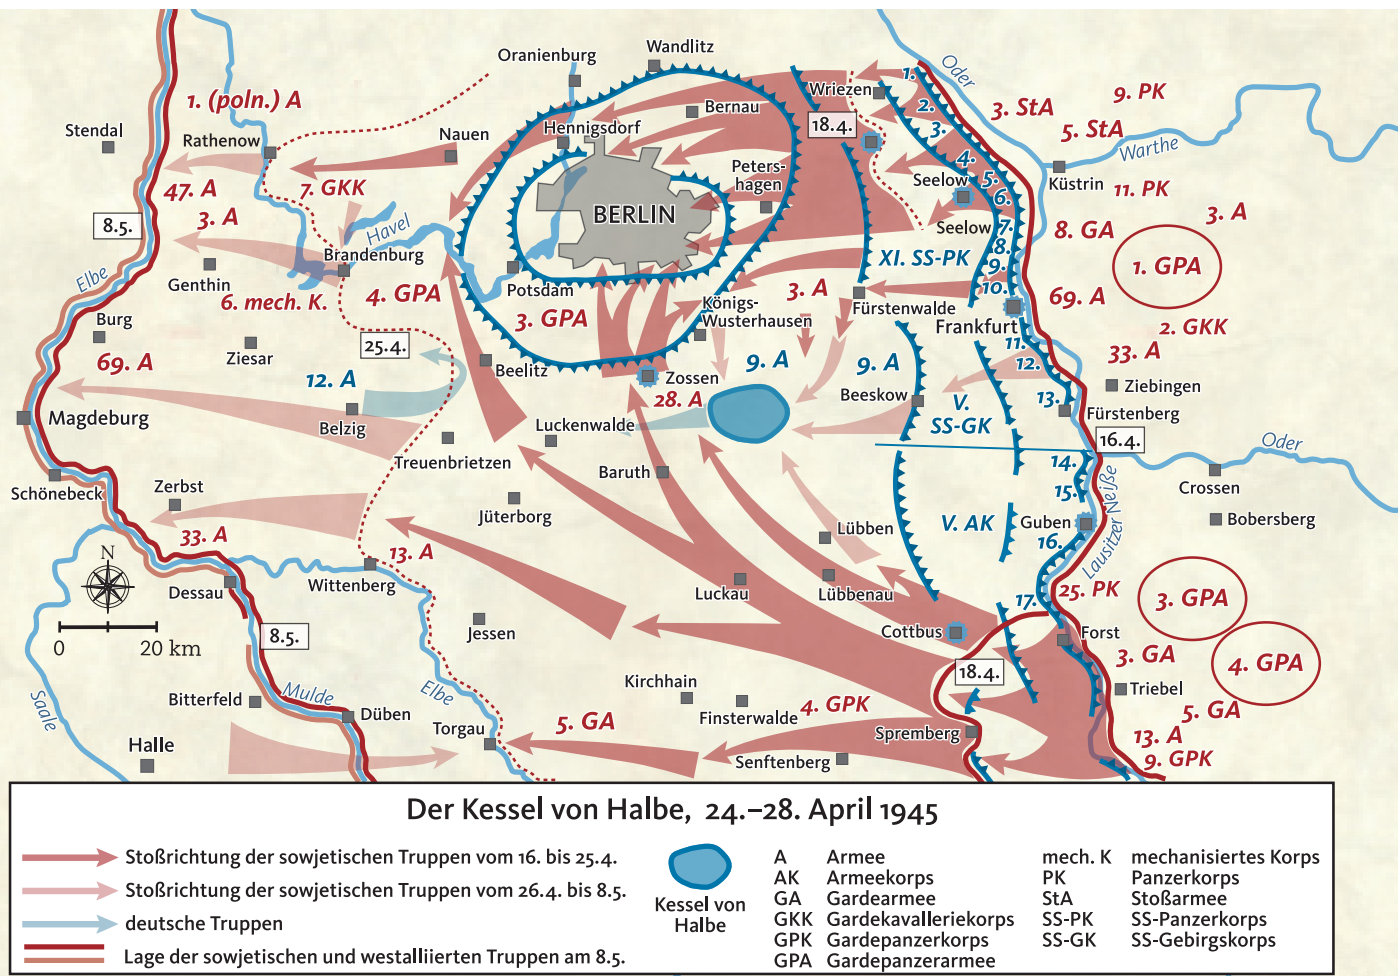 Oranienburg
Wandlitz
Oder
1. (poln.) A
Stendal
Rathenow
Nauen
Hennigsdorf
Bernau
Wriezen
18.4.
1.
2.
3.
3. StA
9. PK
5. StA
Warthe
Küstrin
47. A
7. GKK
3. A
8.5.
Havel
BERLIN
Peters-
hagen
4.
Seelow
5.
6.
Seelow
7.
8.
9.
10.
XI. SS-PK
11. PK
3. A
8. GA
1. GPA
69. A
2. GKK
33. A
Elbe
Genthin
Brandenburg
6. mech. K.
4. GPA
Potsdam
3. GPA
Königs-
Wusterhausen
3. A
Fürstenwalde
Frankfurt
11.
12.
13.
Ziebingen
Fürstenberg
16.4.
Oder
Burg
69. A
Ziesar
25.4.
12. A
Beelitz
Zossen
28. A
9. A
9. A
Beeskow
V.
SS-GK
Magdeburg
Belzig
Treuenbrietzen
Luckenwalde
Baruth
14.
15.
Crossen
Schönebeck
Zerbst
Jüterborg
Lübben
V. AK
Guben
16.
Lausitzer Neiße
Bobersberg
33. A
13. A
N
Dessau
Wittenberg
Luckau
Lübbenau
17.
25. PK
3. GPA
0
20 km
8.5.
Jessen
Cottbus
Forst
3. GA
4. GPA
18.4.
Triebel
Saale
Bitterfeld
Mulde
Düben
Elbe
Torgau
5. GA
Kirchhain
Finsterwalde
4. GPK
Spremberg
Senftenberg
5. GA
13. A
9. GPK
Halle
Der Kessel von Halbe, 24.–28. April 1945
Stoßrichtung der sowjetischen Truppen vom 16. bis 25.4.
Stoßrichtung der sowjetischen Truppen vom 26.4. bis 8.5.
deutsche Truppen
Lage der sowjetischen und westalliierten Truppen am 8.5.
Kessel von
Halbe
A Armee
AK Armeekorps
GA Gardearmee
GKK Gardekavalleriekorps
GPK Gardepanzerkorps
GPA Gardepanzerarmee
mech. K mechanisiertes Korps
PK Panzerkorps
StA Stoßarmee
SS-PK SS-Panzerkorps
SS-GK SS-Gebirgskorps